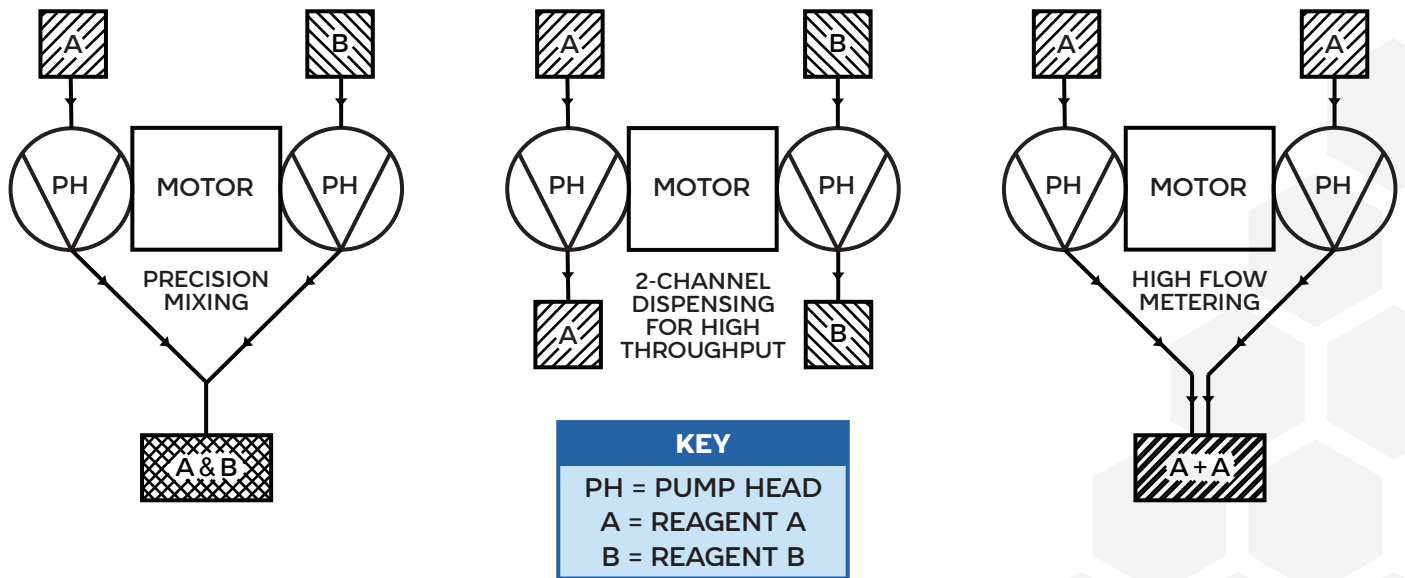 A
B
PH
MOTOR
PH
PRECISION
MIXING
A & B
A
B
PH
MOTOR
PH
2-CHANNEL
DISPENSING
FOR HIGH
THROUGHPUT
A
B
A
A
PH
MOTOR
PH
HIGH FLOW
METERING
A + A
KEY
PH = PUMP HEAD
A = REAGENT A
B = REAGENT B